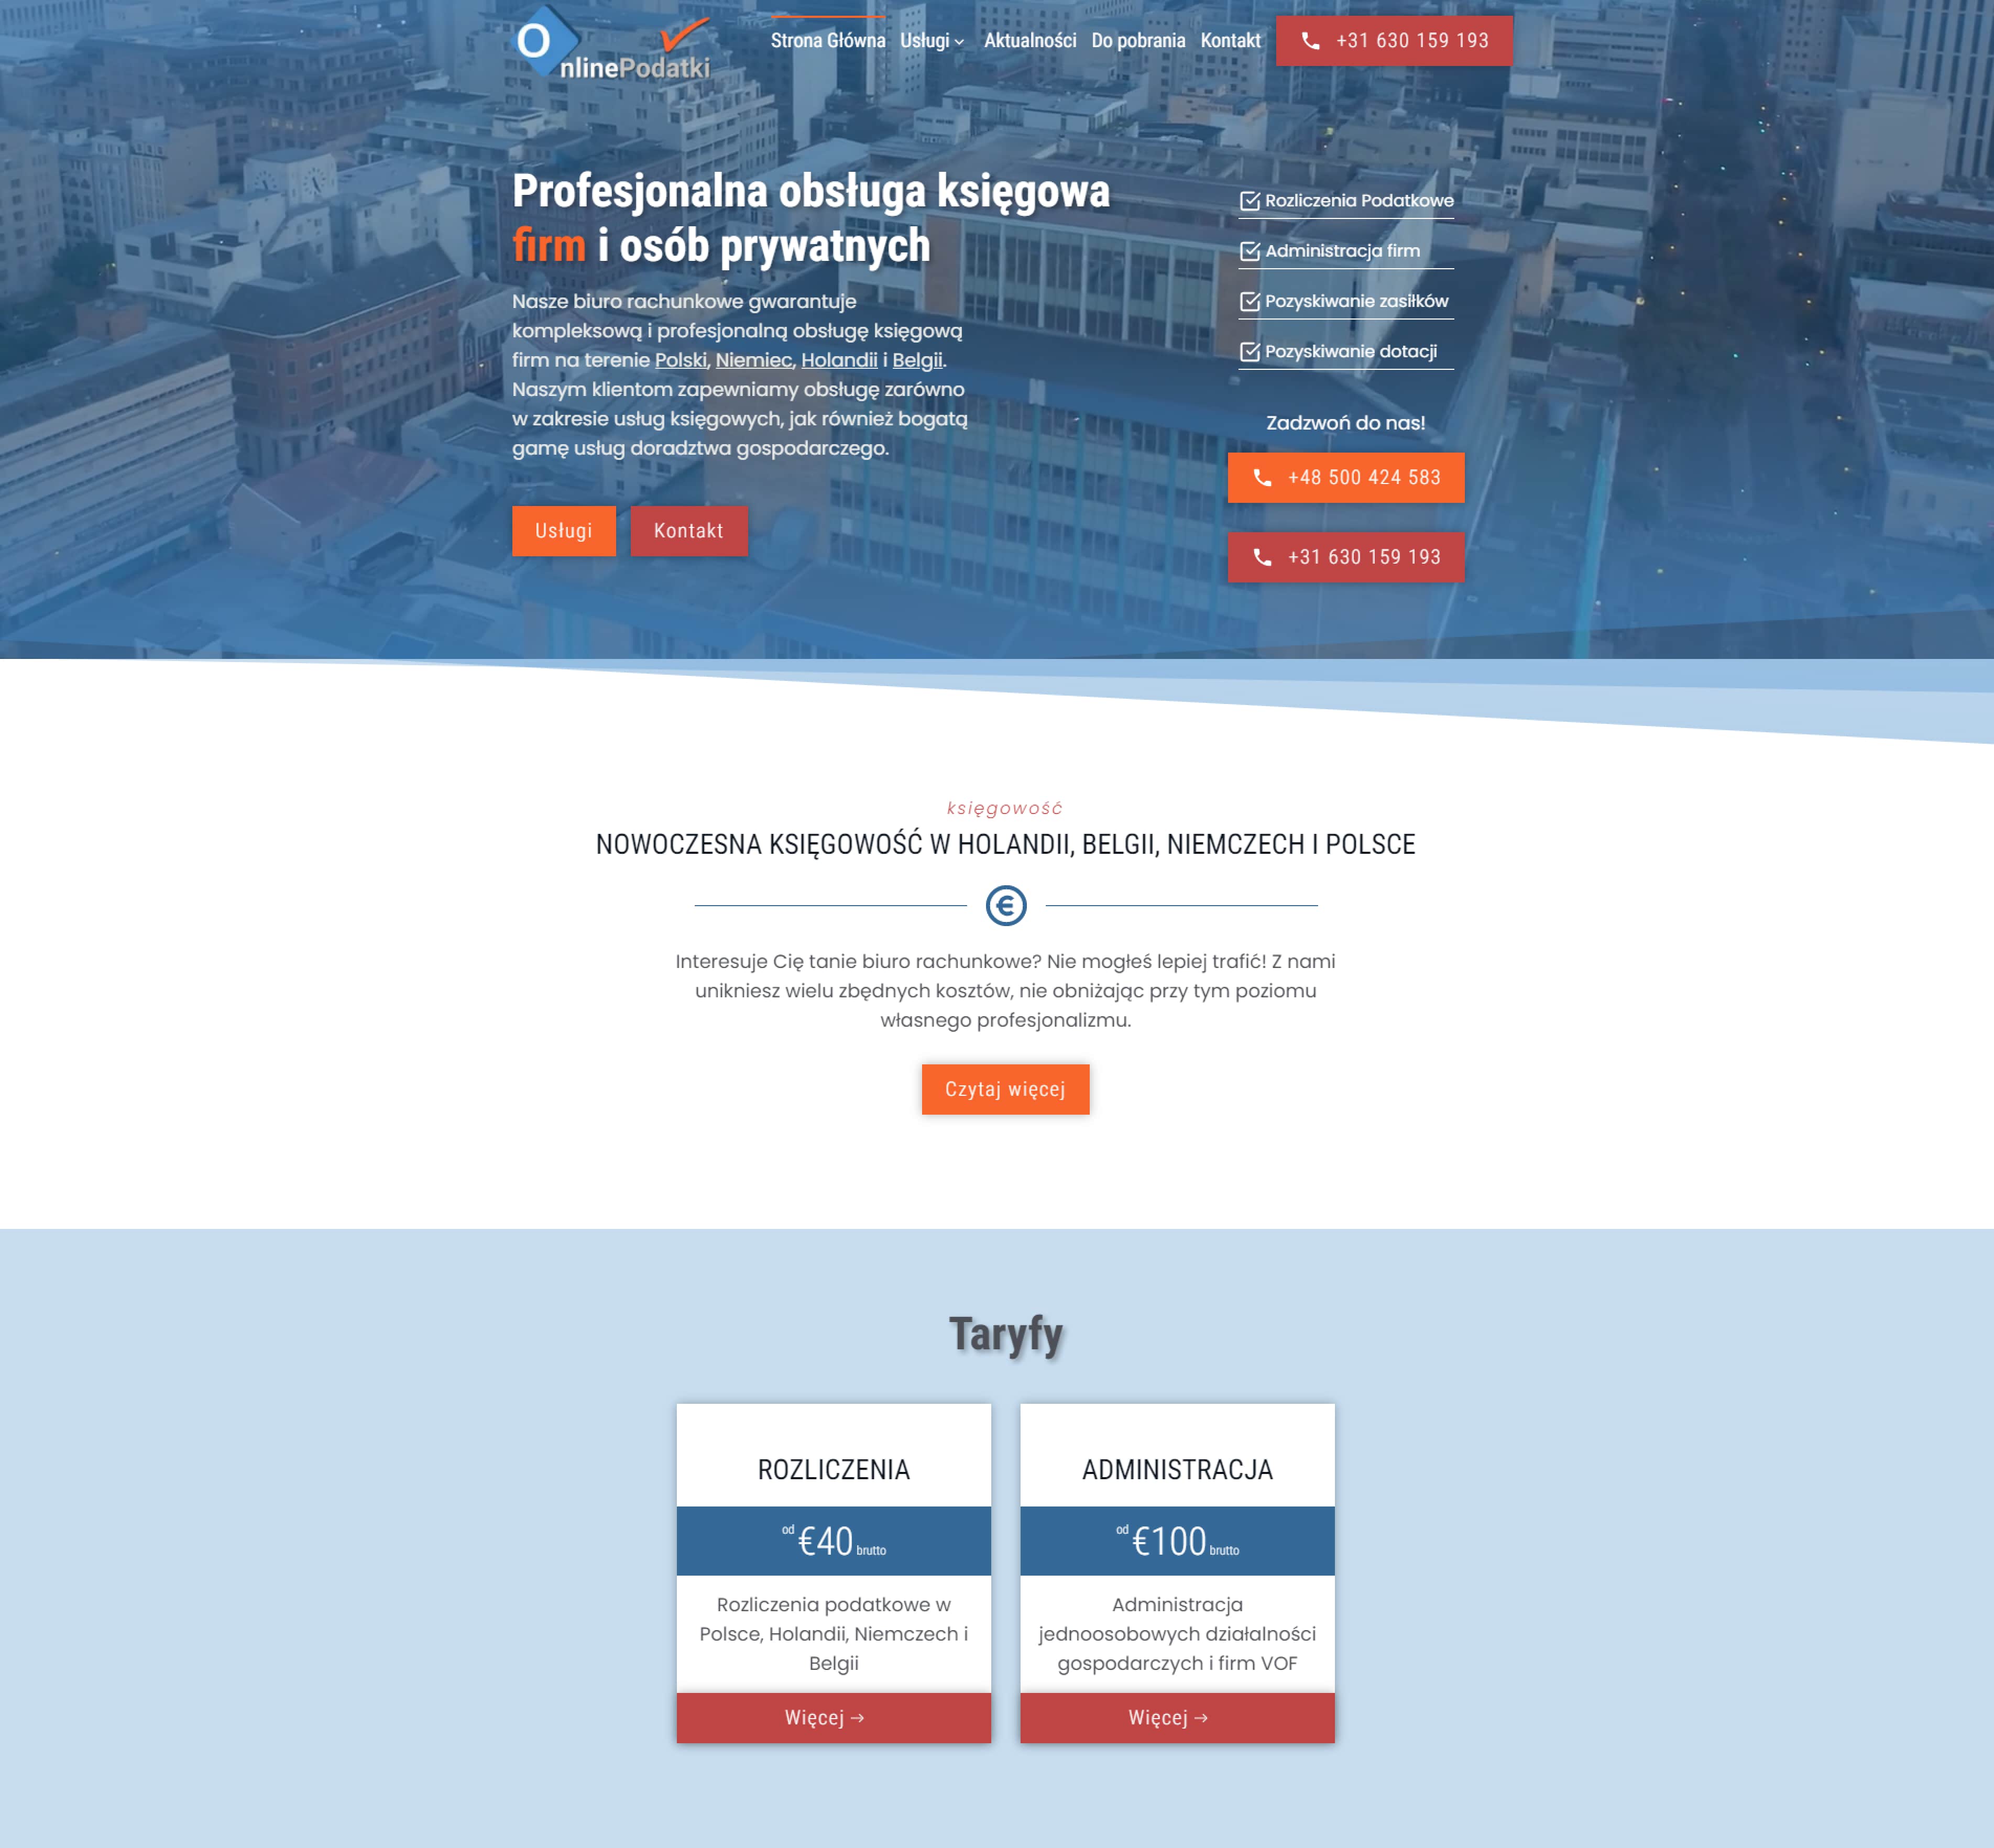 OnlinePodatki
Strona Główna Usługi Aktualności Do pobrania Kontakt +31 630 159 193
Profesjonalna obsługa księgowa
firm i osób prywatnych
Nasze biuro rachunkowe gwarantuje
kompleksową i profesjonalną obsługę księgową
firm na terenie Polski, Niemiec, Holandii i Belgii.
Naszym klientom zapewniamy obsługę zarówno
w zakresie usług księgowych, jak również bogatą
gamę usług doradztwa gospodarczego.
Usługi Kontakt
Rozliczenia Podatkowe
Administracja firm
Pozyskiwanie zasiłków
Pozyskiwanie dotacji
Zadzwoń do nas!
+48 500 424 583
+31 630 159 193
księgowość
NOWOCZESNA KSIĘGOWOŚĆ W HOLANDII, BELGII, NIEMCZECH I POLSCE
Interesuje Cię tanie biuro rachunkowe? Nie mogłeś lepiej trafić! Z nami
unikniesz wielu zbędnych kosztów, nie obniżając przy tym poziomu
własnego profesjonalizmu.
Czytaj więcej
Taryfy
ROZLICZENIA
od €40 brutto
Rozliczenia podatkowe w
Polsce, Holandii, Niemczech i
Belgii
Więcej →
ADMINISTRACJA
od €100 brutto
Administracja
jednoosobowych działalności
gospodarczych i firm VOF
Więcej →